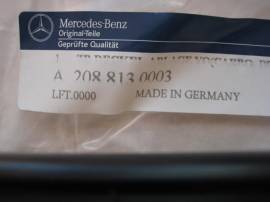 Mercedes-Benz
Original-Teile
Geprüfte Qualität
A 208 813 0003
LFT.0000 MADE IN GERMANY